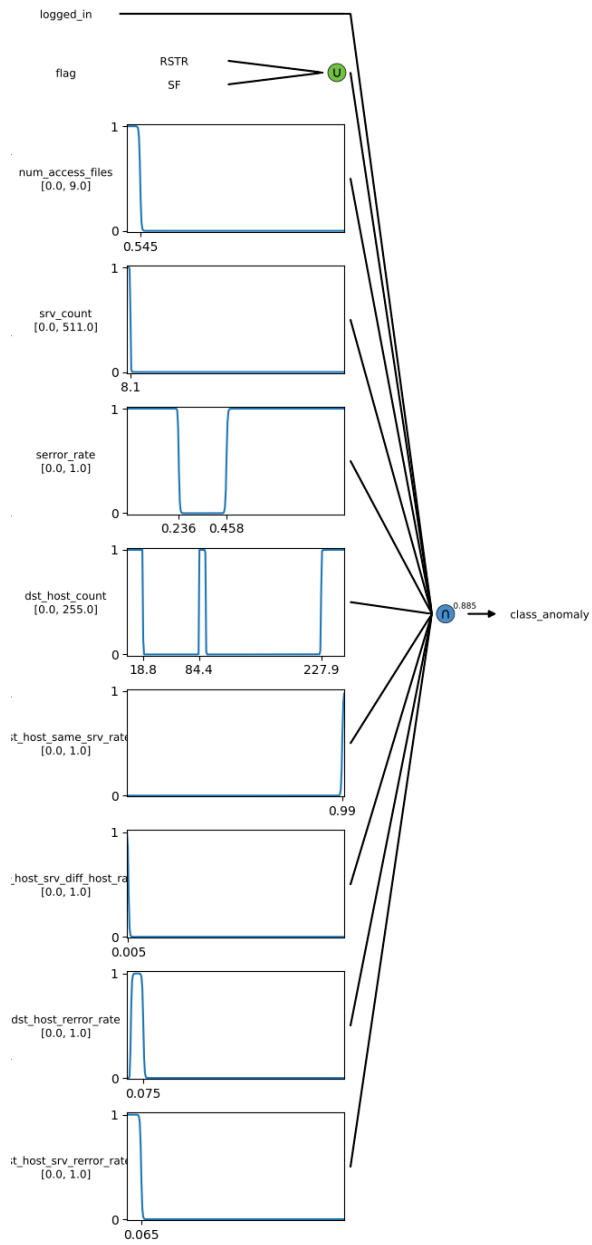 logged_in
flag
RSTR
SF
∪
num_access_files
[0.0, 9.0]
1
0
0.545
srv_count
[0.0, 511.0]
1
0
8.1
serror_rate
[0.0, 1.0]
1
0
0.236 0.458
dst_host_count
[0.0, 255.0]
1
0
18.8 84.4 227.9
∩ 0.885
class_anomaly
st_host_same_srv_rate
[0.0, 1.0]
1
0
0.99
_host_srv_diff_host_ra
[0.0, 1.0]
1
0
0.005
dst_host_rerror_rate
[0.0, 1.0]
1
0
0.075
st_host_srv_rerror_rate
[0.0, 1.0]
1
0
0.065